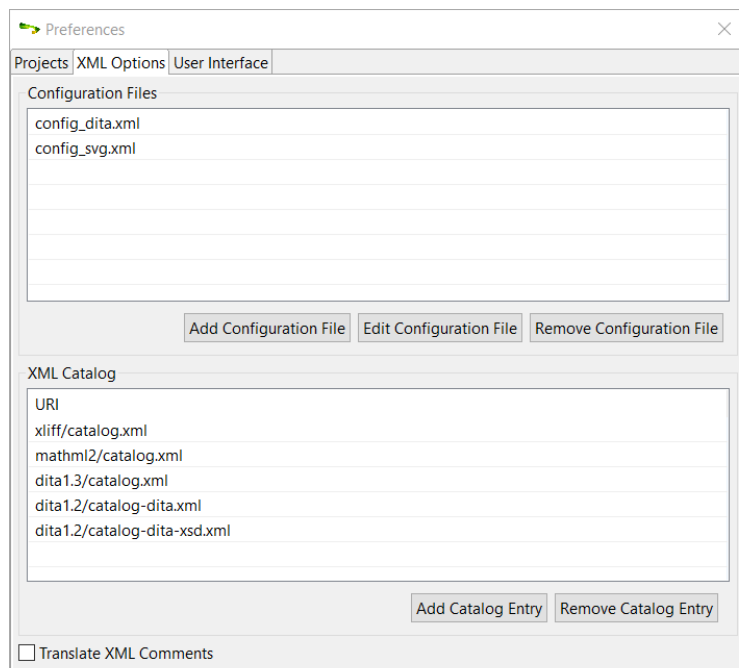 Preferences
Projects XML Options User Interface
Configuration Files
config_dita.xml
config_svg.xml
Add Configuration File Edit Configuration File Remove Configuration File
XML Catalog
URI
xliff/catalog.xml
mathml2/catalog.xml
dita1.3/catalog.xml
dita1.2/catalog-dita.xml
dita1.2/catalog-dita-xsd.xml
Add Catalog Entry Remove Catalog Entry
Translate XML Comments